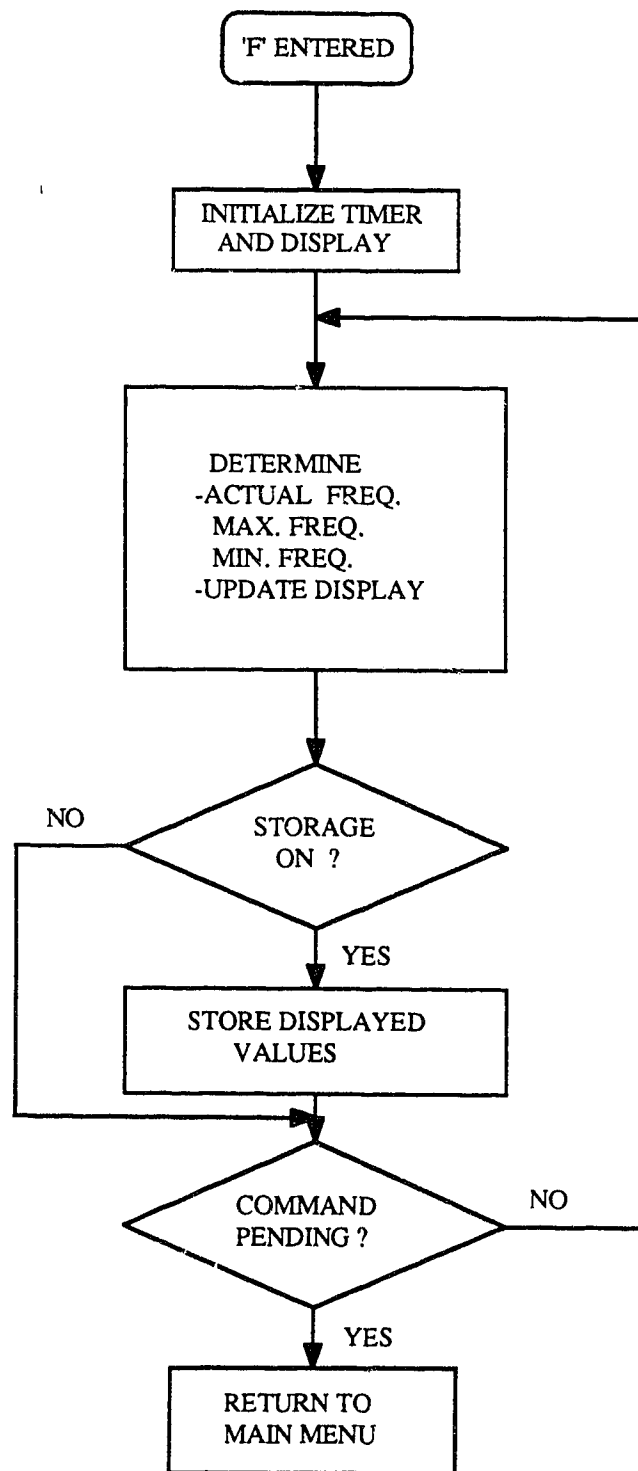 'F' ENTERED
INITIALIZE TIMER
AND DISPLAY
DETERMINE
-ACTUAL FREQ.
MAX. FREQ.
MIN. FREQ.
-UPDATE DISPLAY
NO
STORAGE
ON ?
YES
STORE DISPLAYED
VALUES
COMMAND
PENDING ?
NO
YES
RETURN TO
MAIN MENU